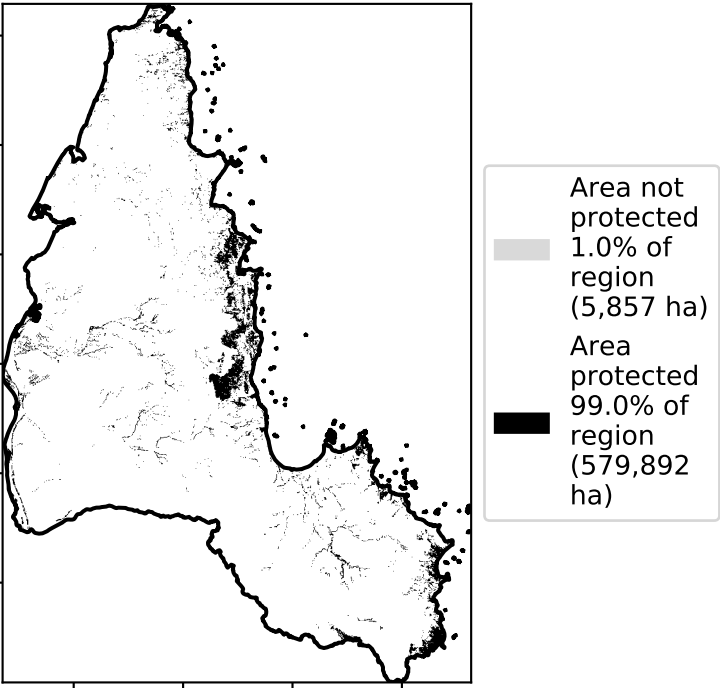 Area not
protected
1.0% of
region
(5,857 ha)
Area
protected
99.0% of
region
(579,892
ha)